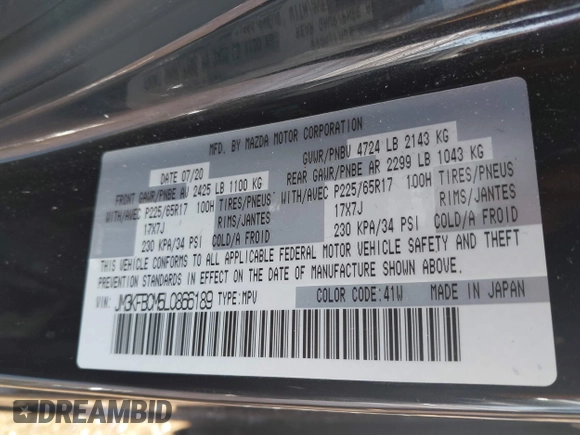 MFD. BY MAZDA MOTOR CORPORATION
DATE 07/20 GVWR/PNBV 4724 LB 2143 KG
FRONT GAWR/PNBE AV 2425 LB 1100 KG REAR GAWR/PNBE AR 2299 LB 1043 KG
WITH/AVEC P225/65R17 100H TIRES/PNEUS WITH/AVEC P225/65R17 100H TIRES/PNEUS
17X7J RIMS/JANTES 17X7J RIMS/JANTES
230 KPA/34 PSI COLD/A FROID 230 KPA/34 PSI COLD/A FROID
THIS VEHICLE CONFORMS TO ALL APPLICABLE FEDERAL MOTOR VEHICLE SAFETY AND THEFT
PREVENTION STANDARDS IN EFFECT ON THE DATE OF MANUFACTURE SHOWN ABOVE.
VIN: JM3KFBCM5L0866189 TYPE:MPV COLOR CODE:41W MADE IN JAPAN
DREAMBID